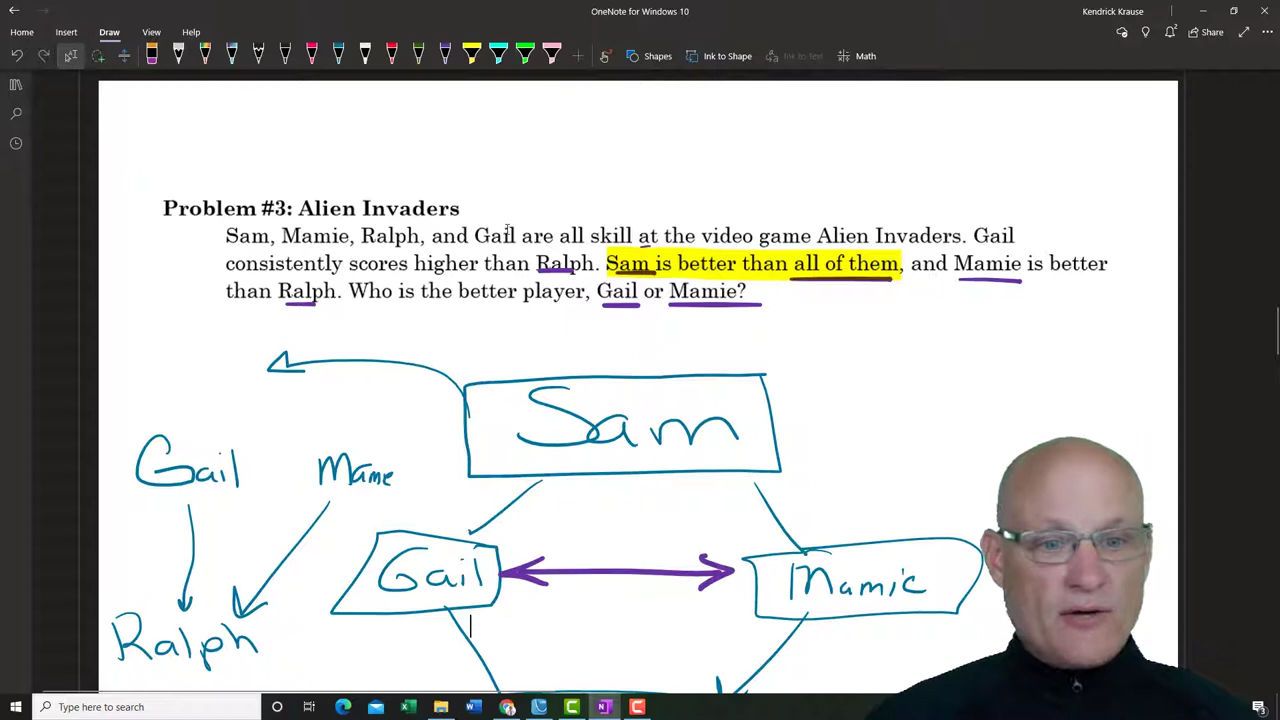 OneNote for Windows 10
Kendrick Krause
Home
Insert
Draw
View
Help
Shapes
Ink to Shape
Ink to Text
Math
Share
Problem #3: Alien Invaders
Sam, Mamie, Ralph, and Gail are all skill at the video game Alien Invaders. Gail
consistently scores higher than Ralph. Sam is better than all of them, and Mamie is better
than Ralph. Who is the better player, Gail or Mamie?
Sam
Gail
Mame
Gail
Mamie
Ralph
Type here to search